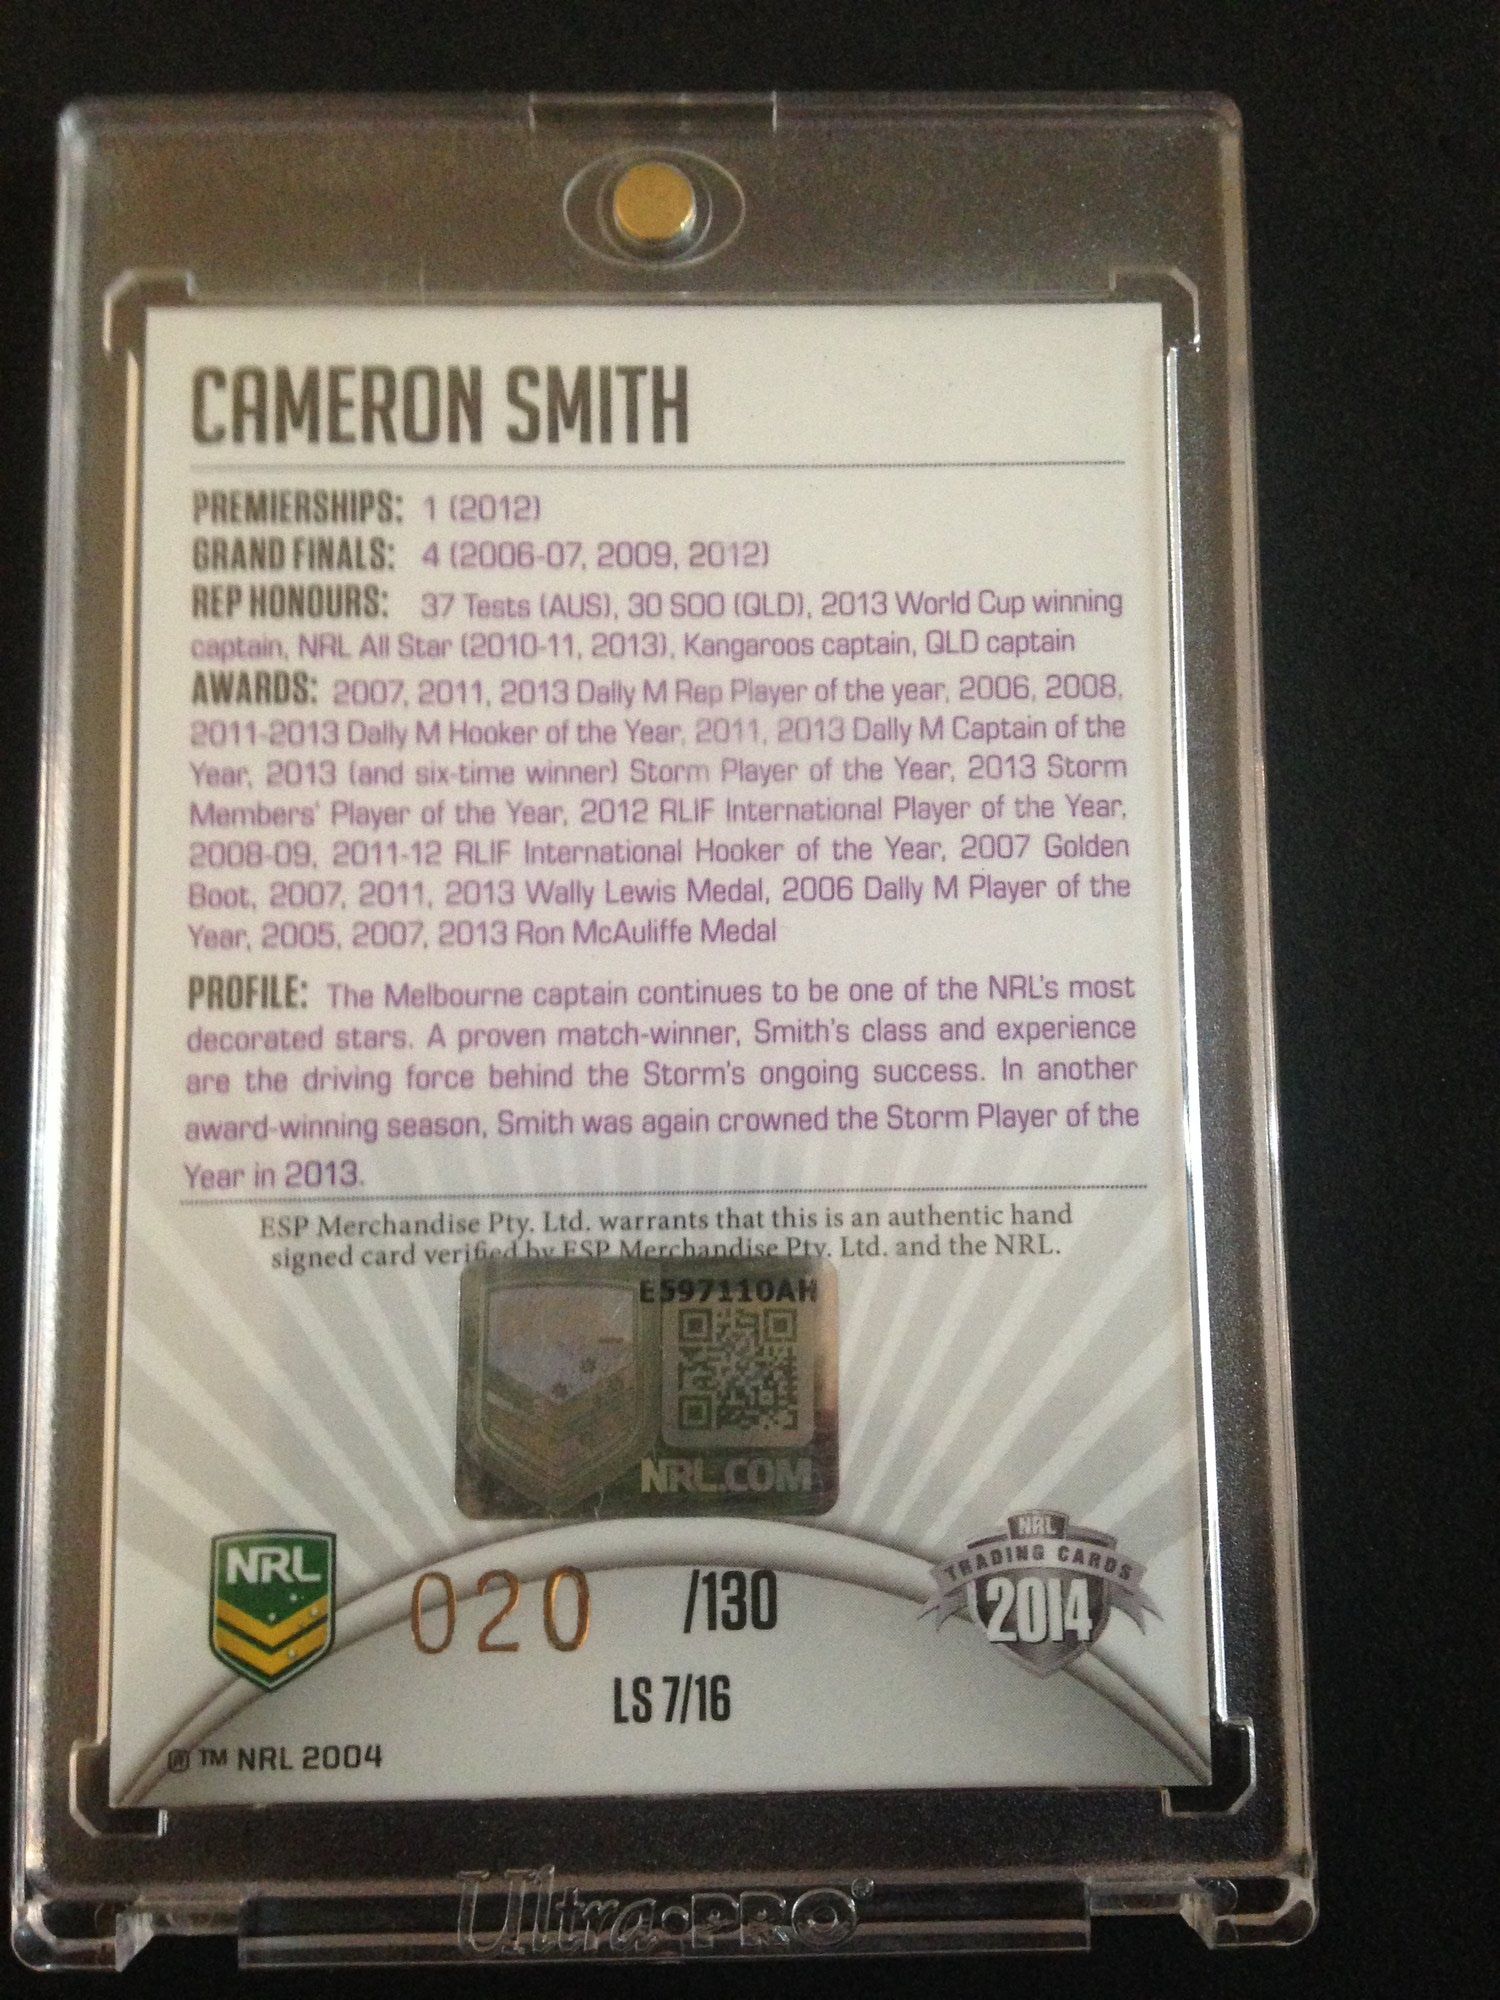 CAMERON SMITH
PREMIERSHIPS: 1 (2012)
GRAND FINALS: 4 (2006-07, 2009, 2012)
REP HONOURS: 37 Tests (AUS), 30 SOO (QLD), 2013 World Cup winning
captain, NRL All Star (2010-11, 2013), Kangaroos captain, QLD captain
AWARDS: 2007, 2011, 2013 Dally M Rep Player of the year, 2006, 2008,
2011-2013 Dally M Hooker of the Year, 2011, 2013 Dally M Captain of the
Year, 2013 (and six-time winner) Storm Player of the Year, 2013 Storm
Members' Player of the Year, 2012 RLIF International Player of the Year,
2008-09, 2011-12 RLIF International Hooker of the Year, 2007 Golden
Boot, 2007, 2011, 2013 Wally Lewis Medal, 2006 Dally M Player of the
Year, 2005, 2007, 2013 Ron McAuliffe Medal
PROFILE: The Melbourne captain continues to be one of the NRL's most
decorated stars. A proven match-winner, Smith's class and experience
are the driving force behind the Storm's ongoing success. In another
award-winning season, Smith was again crowned the Storm Player of the
Year in 2013.
ESP Merchandise Pty. Ltd. warrants that this is an authentic hand
signed card verified by ESP Merchandise Pty. Ltd. and the NRL.
E597110AH
NRL.COM
NRL
020 /130
NRL
TRADING CARDS
2014
LS 7/16
® ™ NRL 2004
Ultra•PRO®